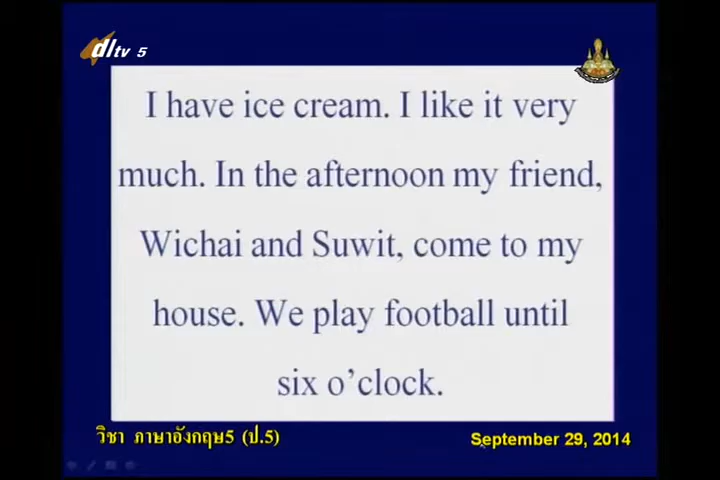 dltv 5
I have ice cream. I like it very
much. In the afternoon my friend,
Wichai and Suwit, come to my
house. We play football until
six o’clock.
วิชา ภาษาอังกฤษ5 (ป.5)
September 29, 2014